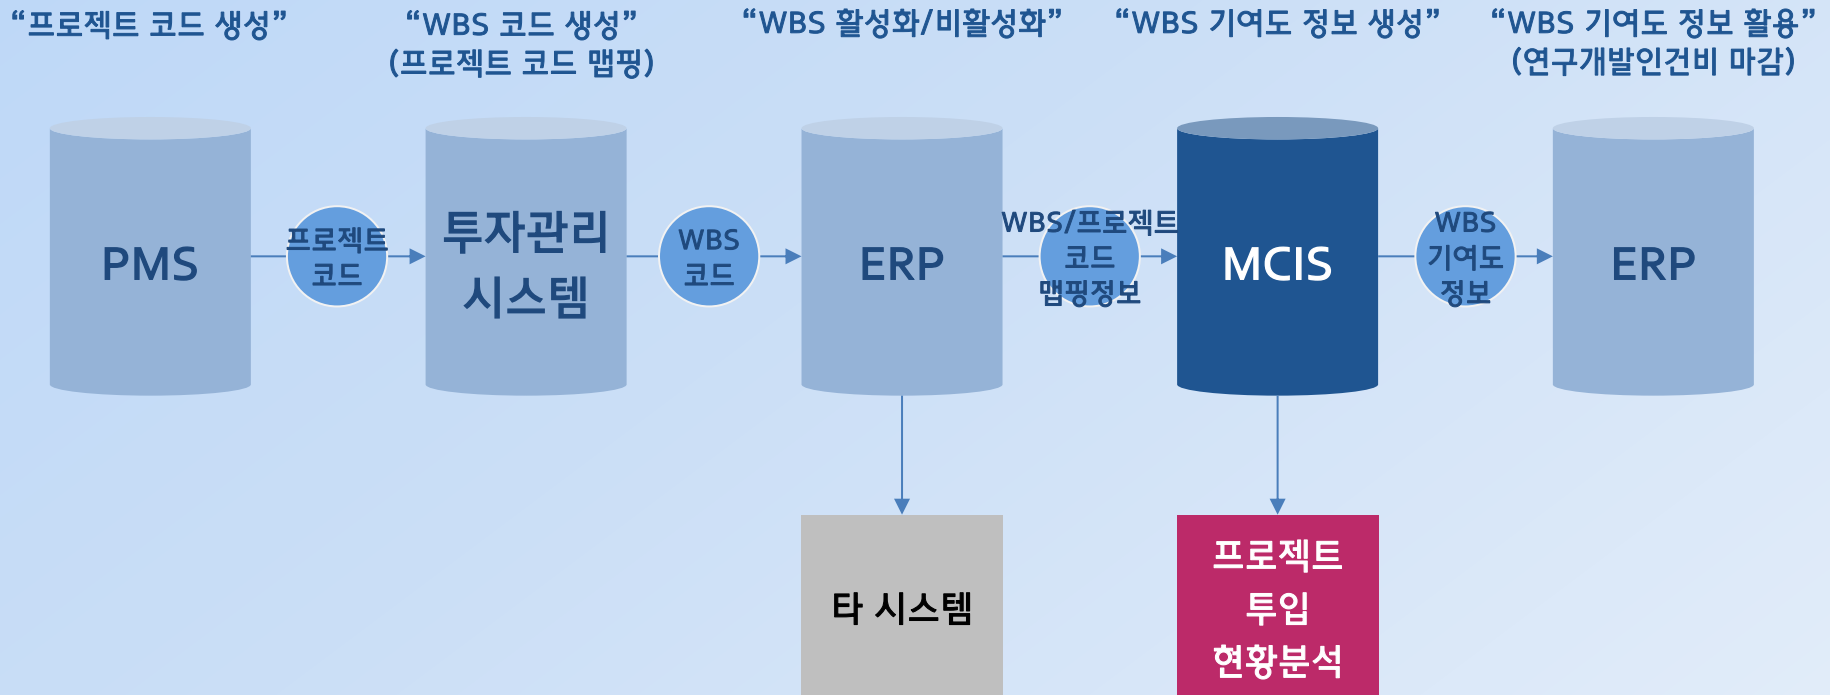 “프로젝트 코드 생성”
“WBS 코드 생성”
(프로젝트 코드 맵핑)
“WBS 활성화/비활성화”
“WBS 기여도 정보 생성”
“WBS 기여도 정보 활용”
(연구개발인건비 마감)
PMS
프로젝트
코드
투자관리
시스템
WBS
코드
ERP
WBS/프로젝트
코드
맵핑정보
MCIS
WBS
기여도
정보
ERP
타 시스템
프로젝트
투입
현황분석